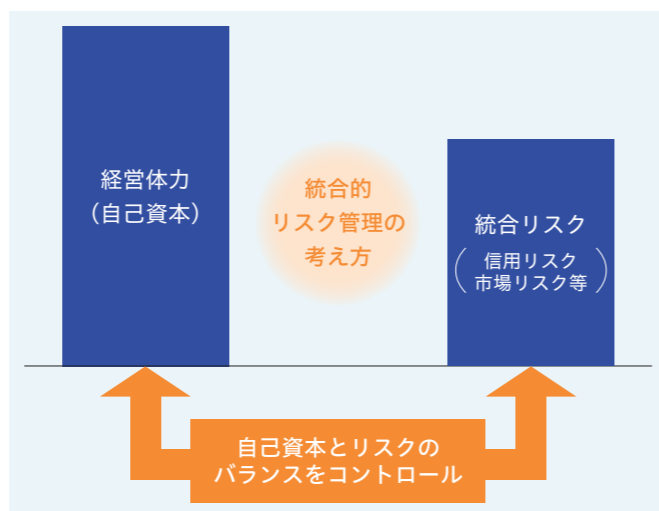 経営体力
（自己資本）
統合的
リスク管理の
考え方
統合リスク
（信用リスク
市場リスク等）
自己資本とリスクの
バランスをコントロール